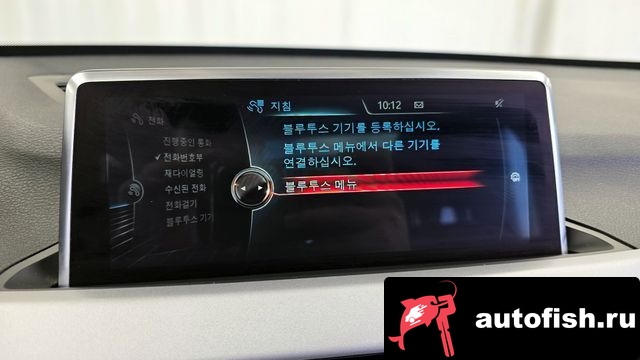 전화
지침
10:12
진행중인 통화
전화번호부
재다이얼링
수신된 전화
전화걸기
블루투스 기기
블루투스 기기를 등록하십시오.
블루투스 메뉴에서 다른 기기를
연결하십시오.
블루투스 메뉴
autofish.ru